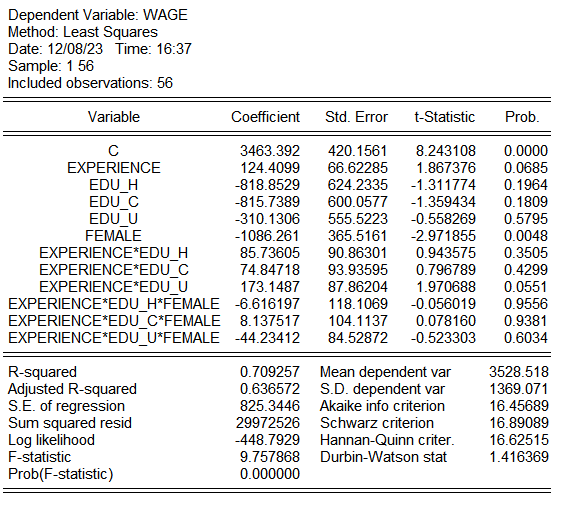 Dependent Variable: WAGE
Method: Least Squares
Date: 12/08/23 Time: 16:37
Sample: 1 56
Included observations: 56
Variable Coefficient Std. Error t-Statistic Prob.
C 3463.392 420.1561 8.243108 0.0000
EXPERIENCE 124.4099 66.62285 1.867376 0.0685
EDU_H -818.8529 624.2335 -1.311774 0.1964
EDU_C -815.7389 600.0577 -1.359434 0.1809
EDU_U -310.1306 555.5223 -0.558269 0.5795
FEMALE -1086.261 365.5161 -2.971855 0.0048
EXPERIENCE*EDU_H 85.73605 90.86301 0.943575 0.3505
EXPERIENCE*EDU_C 74.84718 93.93595 0.796789 0.4299
EXPERIENCE*EDU_U 173.1487 87.86204 1.970688 0.0551
EXPERIENCE*EDU_H*FEMALE -6.616197 118.1069 -0.056019 0.9556
EXPERIENCE*EDU_C*FEMALE 8.137517 104.1137 0.078160 0.9381
EXPERIENCE*EDU_U*FEMALE -44.23412 84.52872 -0.523303 0.6034
R-squared 0.709257 Mean dependent var 3528.518
Adjusted R-squared 0.636572 S.D. dependent var 1369.071
S.E. of regression 825.3446 Akaike info criterion 16.45689
Sum squared resid 29972526 Schwarz criterion 16.89089
Log likelihood -448.7929 Hannan-Quinn criter. 16.62515
F-statistic 9.757868 Durbin-Watson stat 1.416369
Prob(F-statistic) 0.000000